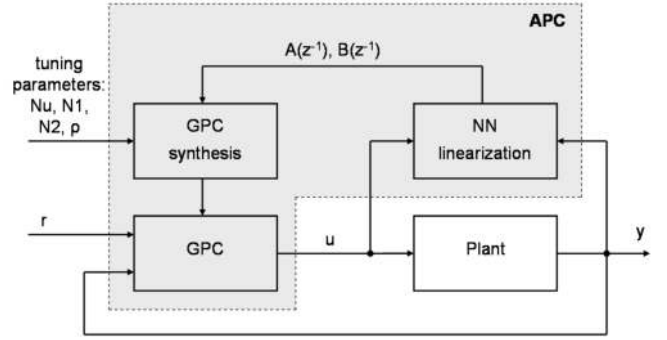 APC
A(z⁻¹), B(z⁻¹)
tuning
parameters:
Nu, N1,
N2, ρ
GPC
synthesis
NN
linearization
r
GPC
u
Plant
y